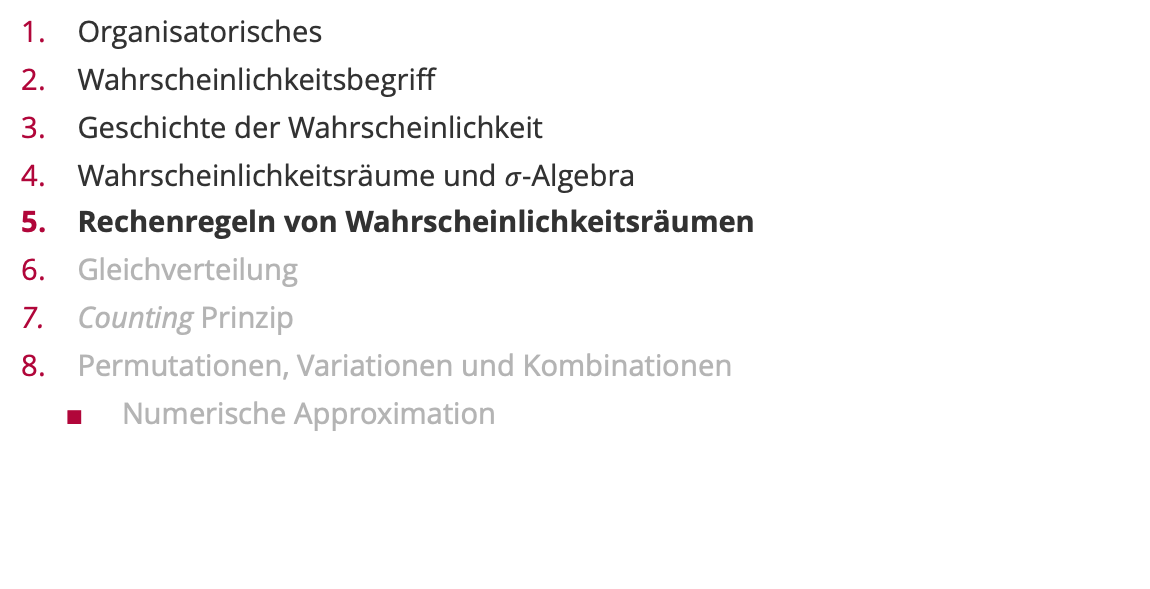 1. Organisatorisches
2. Wahrscheinlichkeitsbegriff
3. Geschichte der Wahrscheinlichkeit
4. Wahrscheinlichkeitsräume und σ-Algebra
5. Rechenregeln von Wahrscheinlichkeitsräumen
6. Gleichverteilung
7. Counting Prinzip
8. Permutationen, Variationen und Kombinationen
■ Numerische Approximation